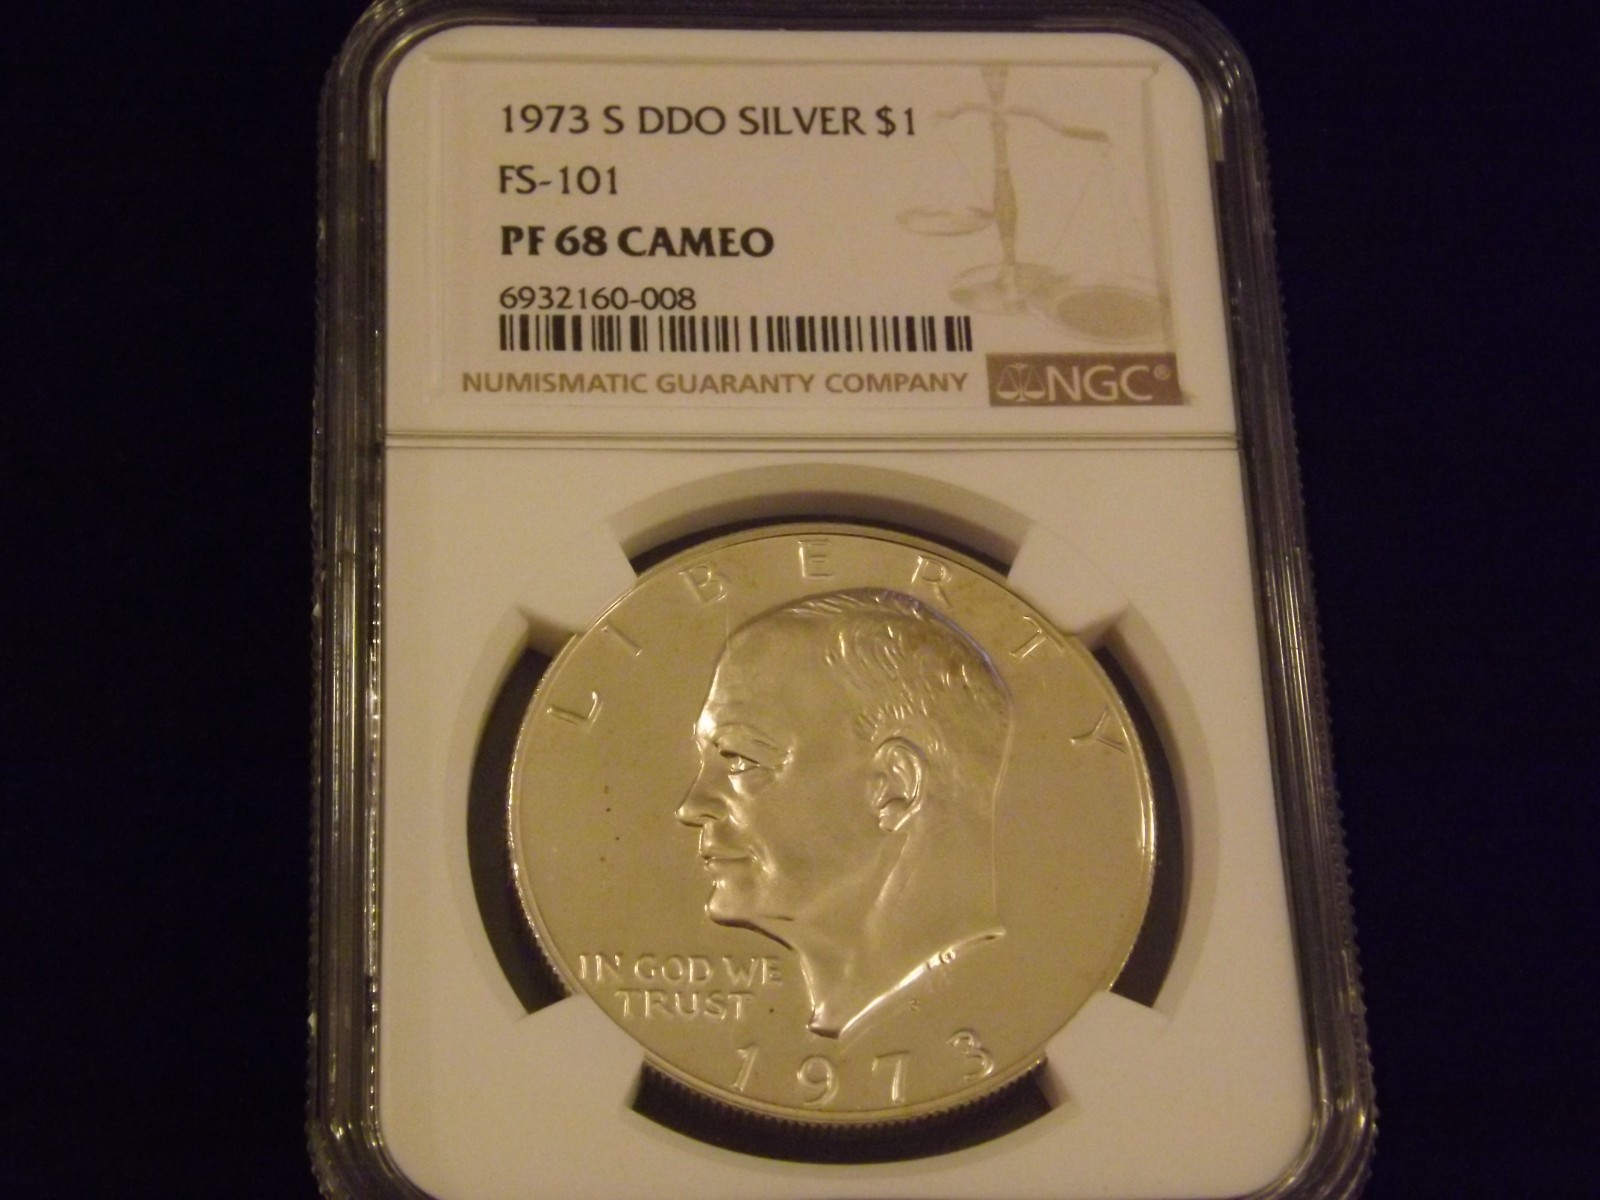 1973 S DDO SILVER $1
FS-101
PF 68 CAMEO
6932160-008
NUMISMATIC GUARANTY COMPANY NGC®
LIBERTY
IN GOD WE
TRUST
S
1973